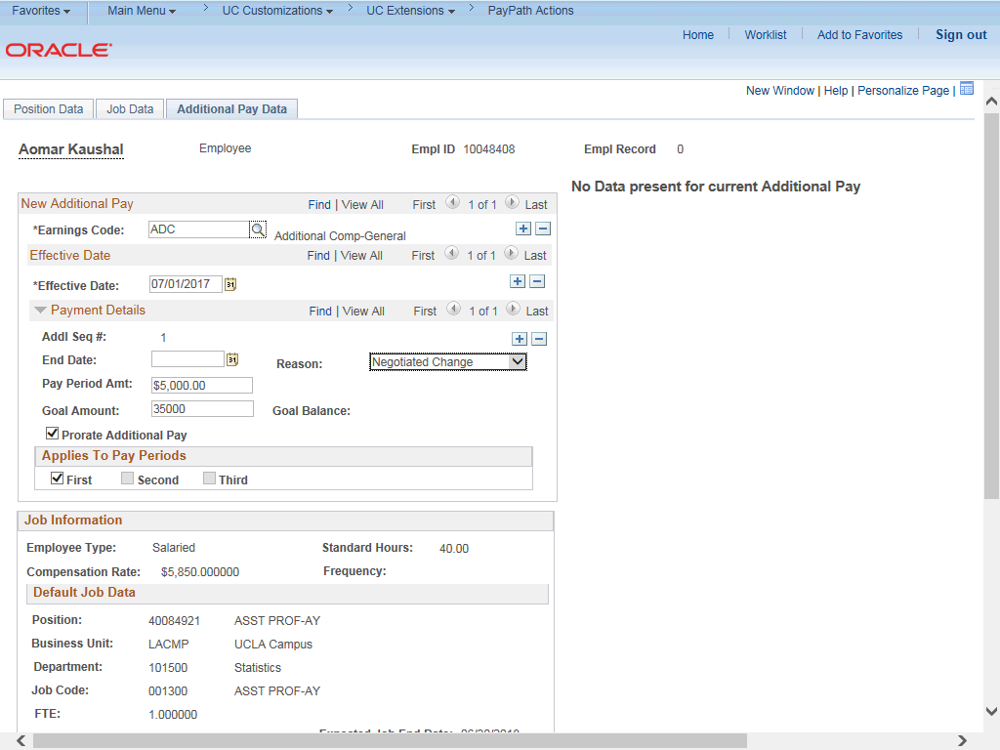 Favorites Main Menu UC Customizations UC Extensions PayPath Actions
Home Worklist Add to Favorites Sign out
ORACLE
New Window | Help | Personalize Page |
Position Data Job Data Additional Pay Data
Aomar Kaushal Employee Empl ID 10048408 Empl Record 0
No Data present for current Additional Pay
New Additional Pay Find | View All First 1 of 1 Last
*Earnings Code: ADC Additional Comp-General
Effective Date Find | View All First 1 of 1 Last
*Effective Date: 07/01/2017
Payment Details Find | View All First 1 of 1 Last
Addl Seq #: 1
End Date: Reason: Negotiated Change
Pay Period Amt: $5,000.00
Goal Amount: 35000 Goal Balance:
Prorate Additional Pay
Applies To Pay Periods
First Second Third
Job Information
Employee Type: Salaried Standard Hours: 40.00
Compensation Rate: $5,850.000000 Frequency:
Default Job Data
Position: 40084921 ASST PROF-AY
Business Unit: LACMP UCLA Campus
Department: 101500 Statistics
Job Code: 001300 ASST PROF-AY
FTE: 1.000000
Expected Job End Date: 06/30/2018